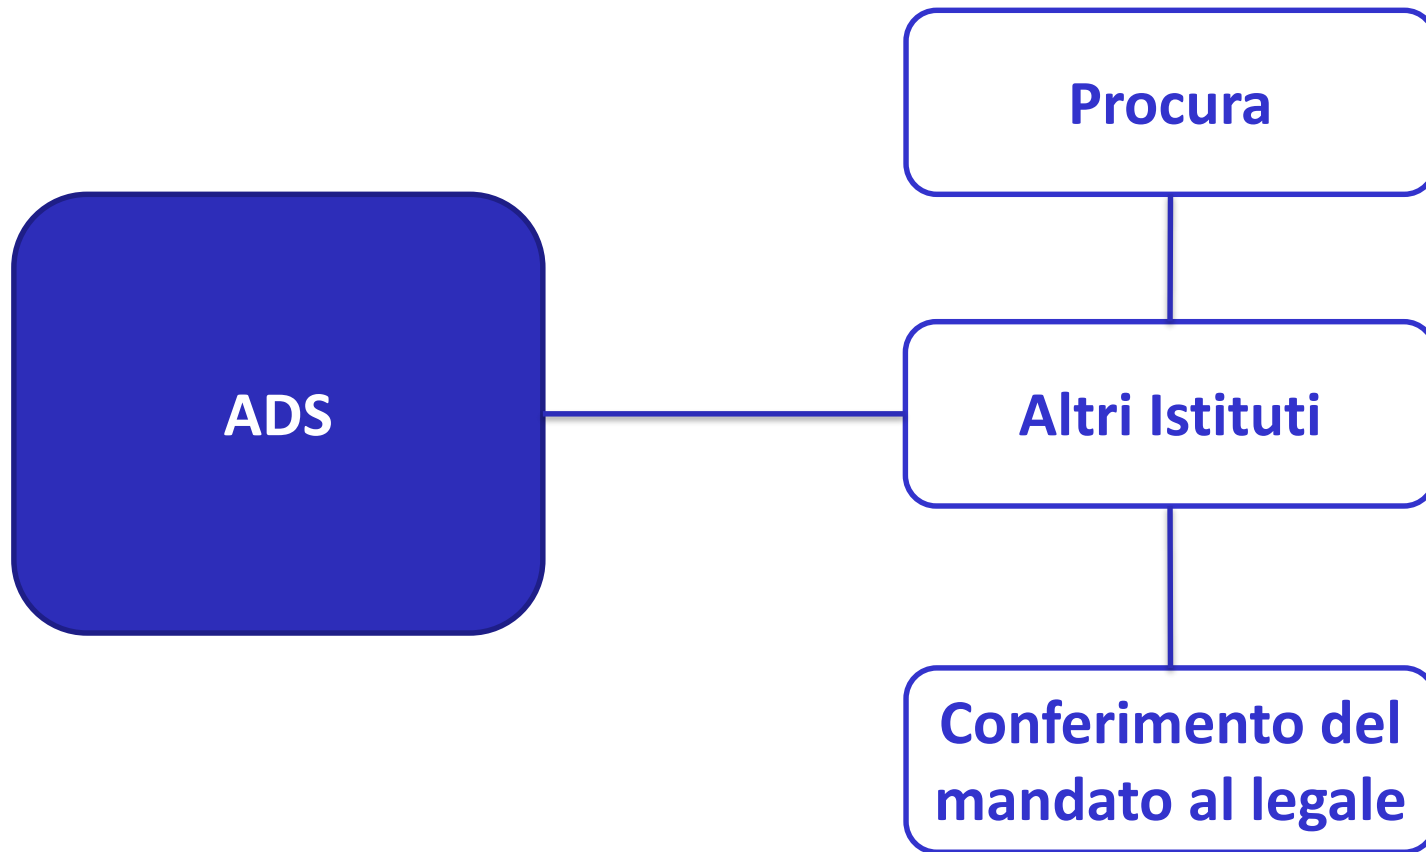 Procura
ADS
Altri Istituti
Conferimento del
mandato al legale